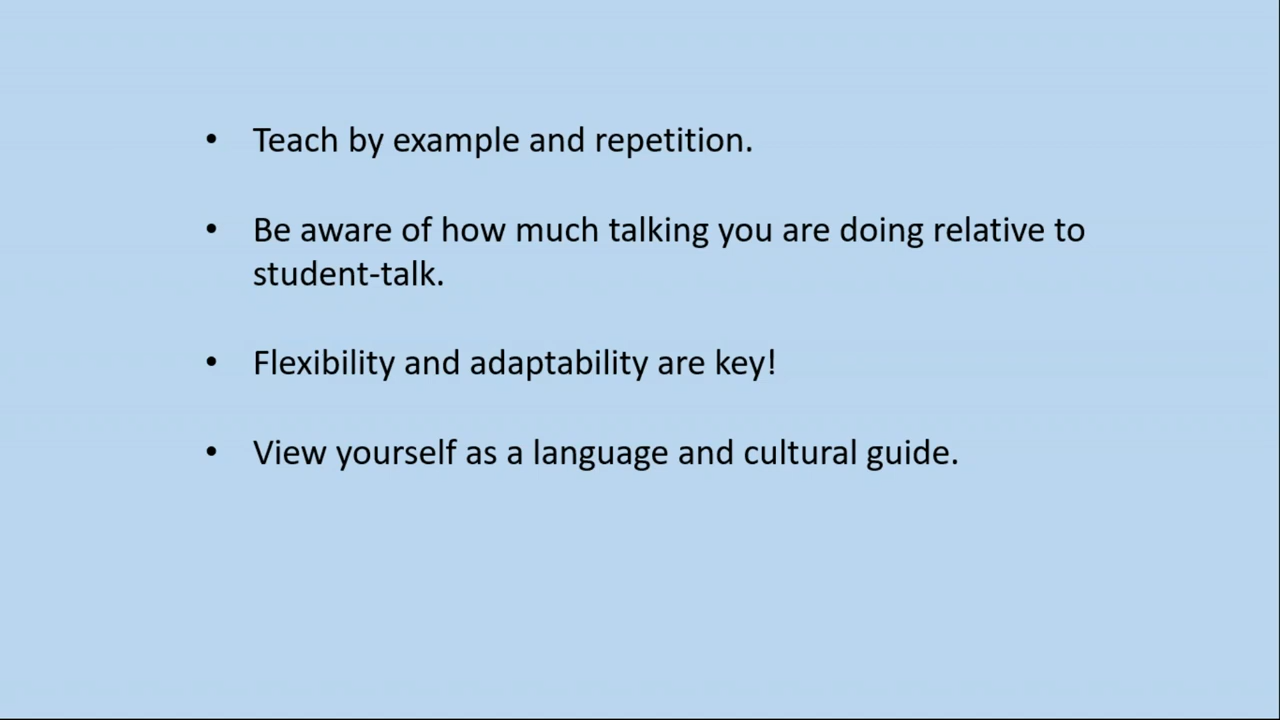 • Teach by example and repetition.
• Be aware of how much talking you are doing relative to
student-talk.
• Flexibility and adaptability are key!
• View yourself as a language and cultural guide.